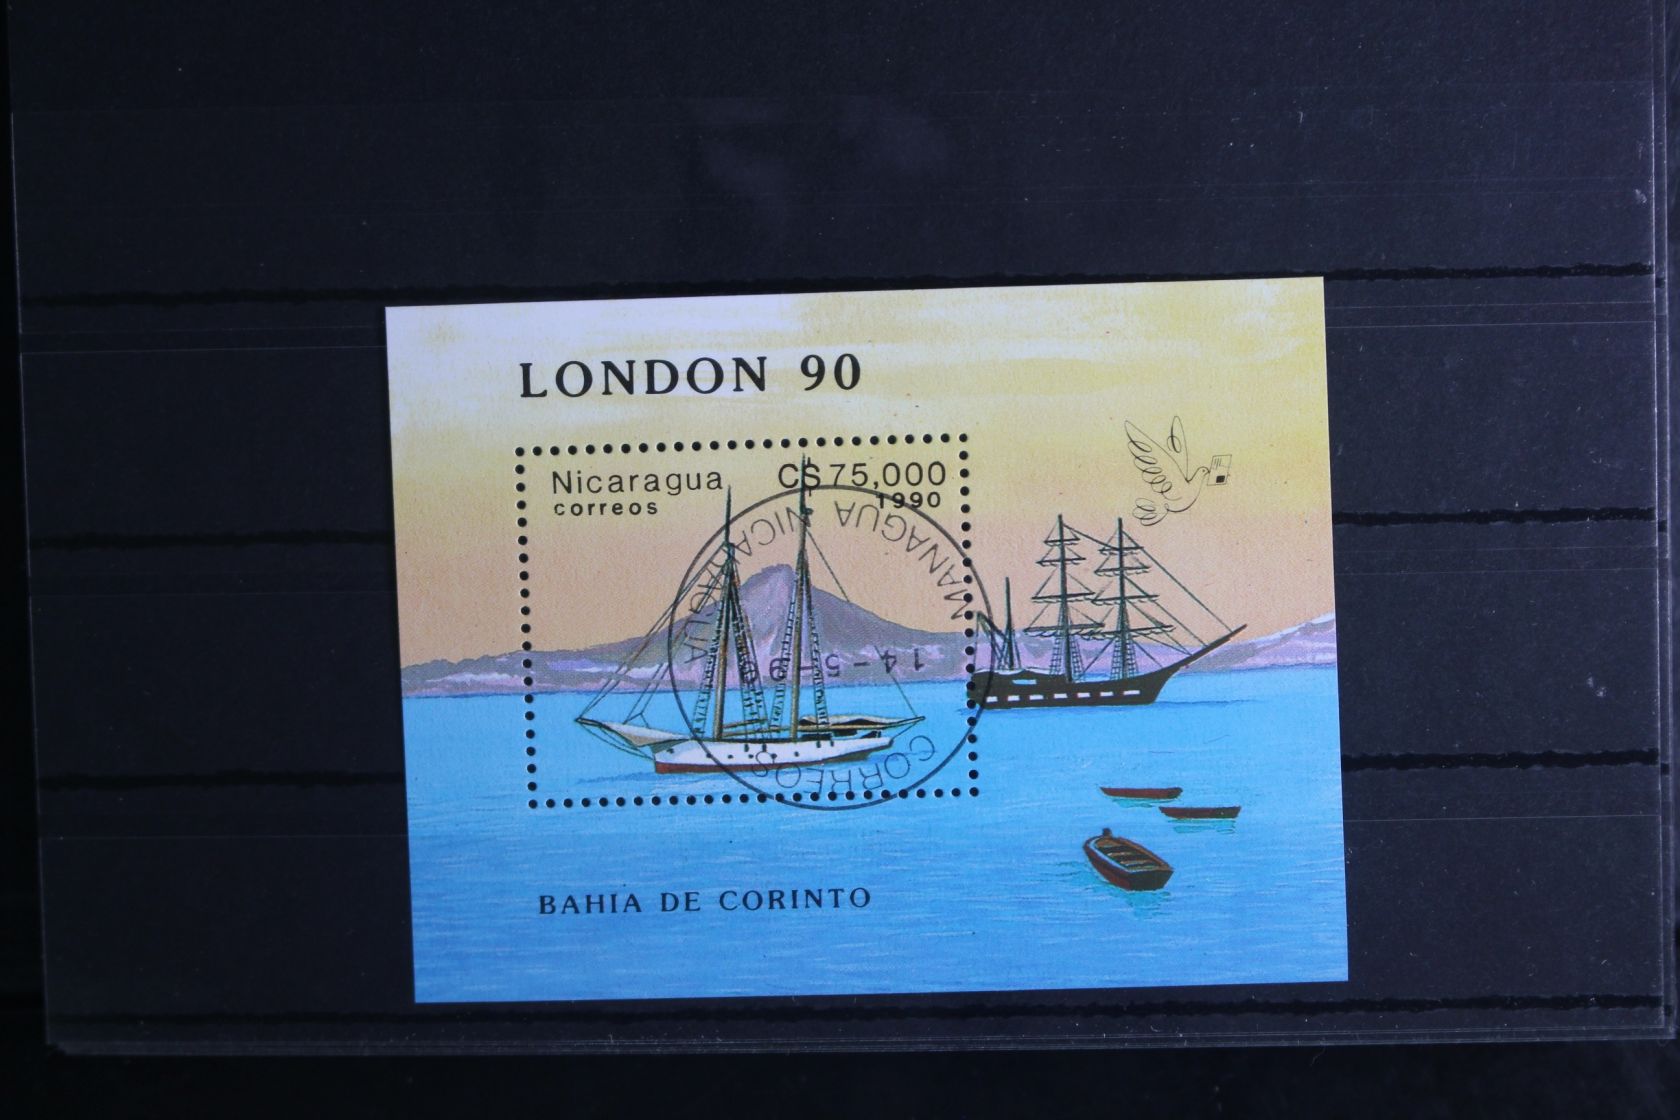 LONDON 90
Nicaragua C$ 75,000
correos 1990
MANAGUA NICARAGUA
14-5-90
CORREOS
BAHIA DE CORINTO